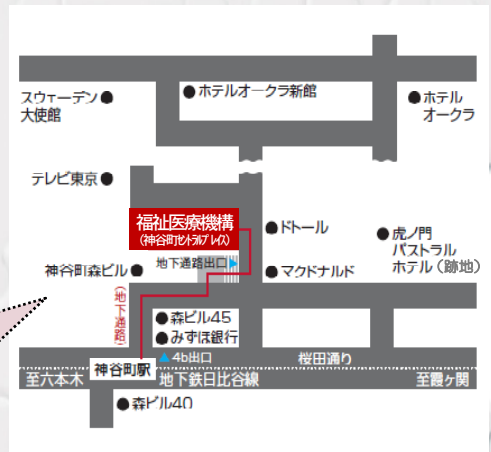 スウェーデン
大使館
ホテルオークラ新館
ホテル
オークラ
テレビ東京
福祉医療機構
(神谷町セントラルプレイス)
ドトール
虎ノ門
パストラル
ホテル(跡地)
地下通路出口
神谷町森ビル
マクドナルド
(地下通路)
森ビル45
みずほ銀行
4b出口
桜田通り
神谷町駅
至六本木
地下鉄日比谷線
至霞ヶ関
森ビル40